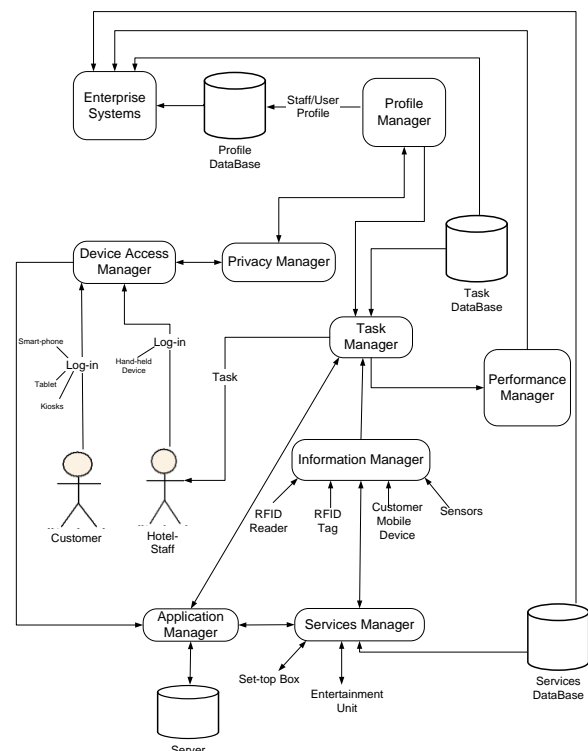 Enterprise
Systems
Profile
DataBase
Staff/User
Profile
Profile
Manager
Device Access
Manager
Privacy Manager
Task
DataBase
Task
Manager
Performance
Manager
Smart-phone
Log-in
Tablet
Kiosks
Log-in
Hand-held
Device
Task
Customer
Hotel-
Staff
Information Manager
RFID
Reader
RFID
Tag
Customer
Mobile
Device
Sensors
Application
Manager
Services Manager
Set-top Box
Entertainment
Unit
Services
DataBase
Server